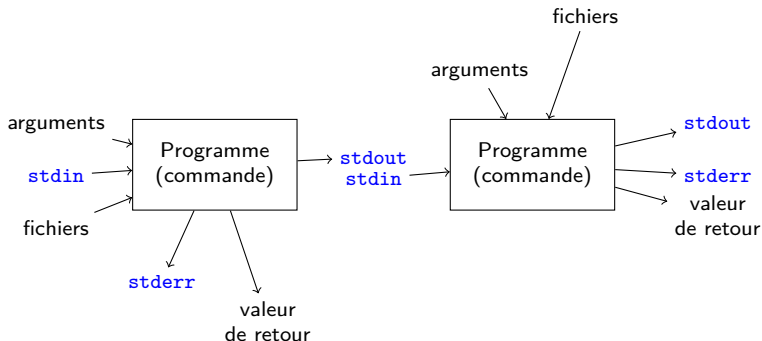 fichiers
arguments
arguments
stdin
fichiers
Programme
(commande)
stdout
stdin
Programme
(commande)
stdout
stderr
valeur
de retour
stderr
valeur
de retour